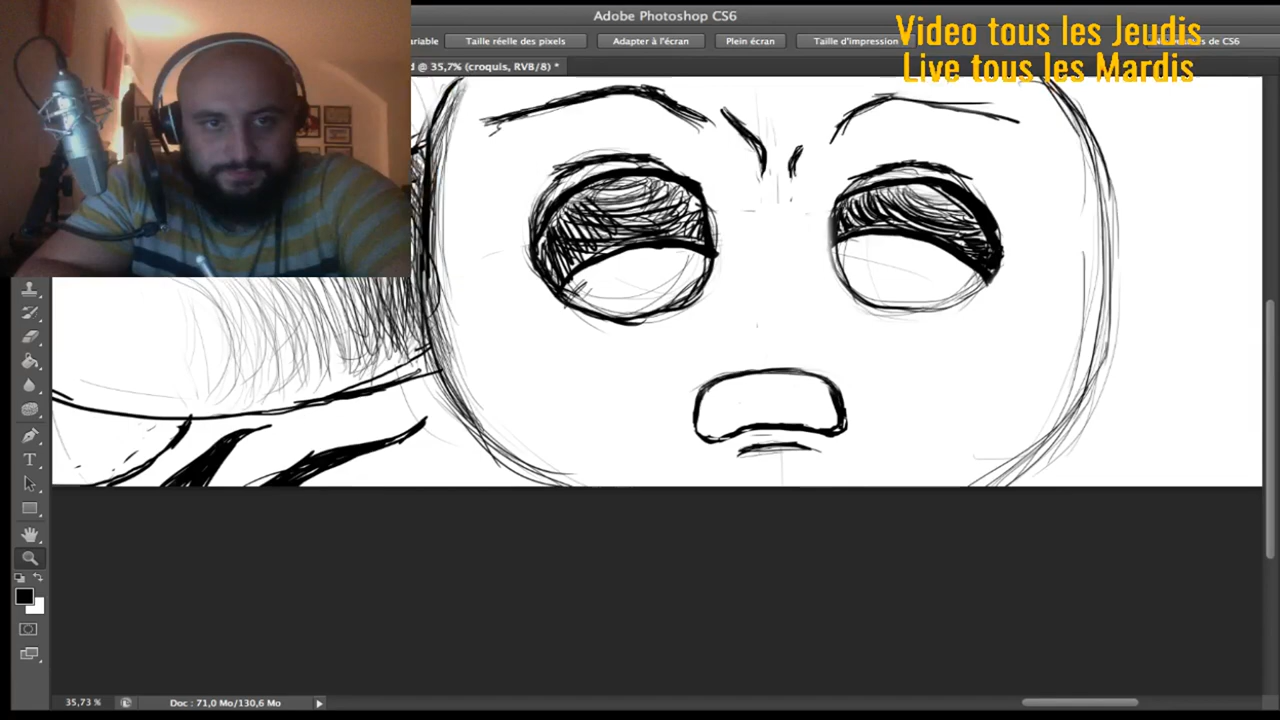 Adobe Photoshop CS6
Video tous les Jeudis
Live tous les Mardis
riable Taille réelle des pixels Adapter à l'écran Plein écran Taille d'impression de CS6
d @ 35,7% (croquis, RVB/8) *
T
35,73 % Doc : 71,0 Mo/130,6 Mo